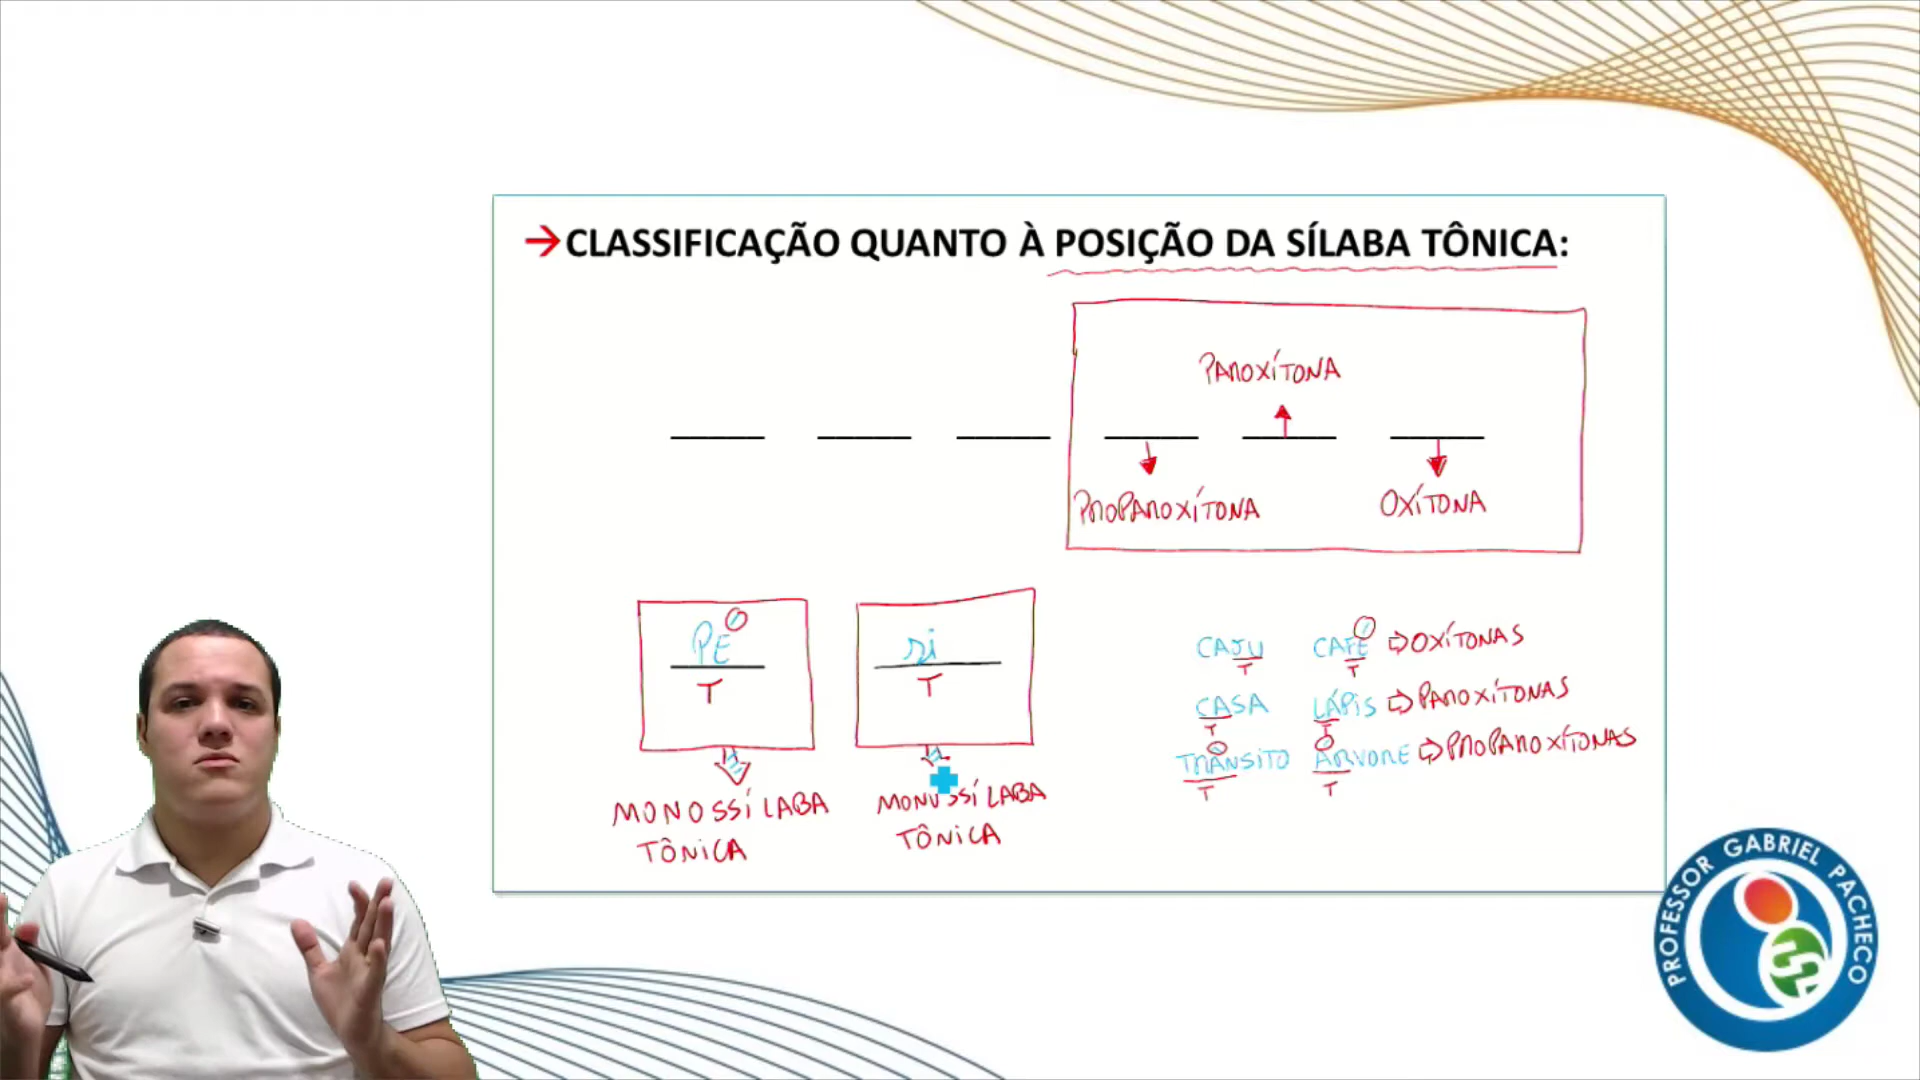 →CLASSIFICAÇÃO QUANTO À POSIÇÃO DA SÍLABA TÔNICA:
PAROXÍTONA
PROPAROXÍTONA
OXÍTONA
PÉ
T
ri
T
MONOSSÍLABA
TÔNICA
MONOSSÍLABA
TÔNICA
CAJU CAFÉ ⇨OXÍTONAS
T T
CASA LÁPIS ⇨PAROXÍTONAS
T T
TRÂNSITO ÁRVORE ⇨PROPAROXÍTONAS
T T
PROFESSOR GABRIEL PACHECO